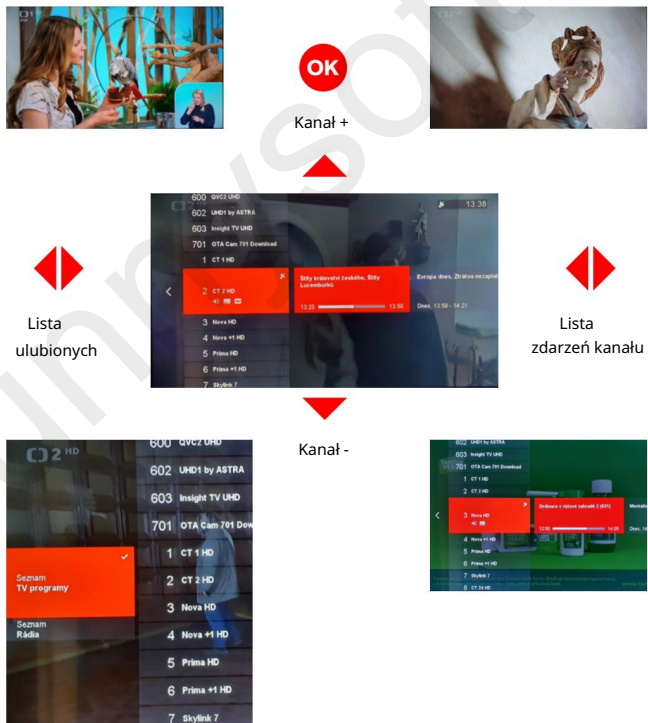 OK
Kanał +
600 QVC2 UHD
602 UHD1 by ASTRA
603 Insight TV UHD
701 OTA Cam 701 Download
1 CT 1 HD
2 CT 2 HD
3 Nova HD
4 Nova +1 HD
5 Prima HD
6 Prima +1 HD
7 Skylink 7
13:38
Štíty království českého, Štíty
Lucemburků
13:25 13:50
Evropa dnes, Ztrátou nezaplat
Dnes, 13:50 - 14:21
Lista
ulubionych
Lista
zdarzeń kanału
Kanał -
2 HD
Seznam
TV programy
Seznam
Rádia
600 QVC2 UHD
602 UHD1 by ASTRA
603 Insight TV UHD
701 OTA Cam 701 Dow
1 CT 1 HD
2 CT 2 HD
3 Nova HD
4 Nova +1 HD
5 Prima HD
6 Prima +1 HD
7 Skylink 7
602 UHD1 by ASTRA
603 Insight TV UHD
701 OTA Cam 701 Download
1 CT 1 HD
2 CT 2 HD
3 Nova HD
4 Nova +1 HD
5 Prima HD
6 Prima +1 HD
7 Skylink 7
8 CT 24 HD
Ordinace v růžové zahradě 2 (631)
12:50 14:05